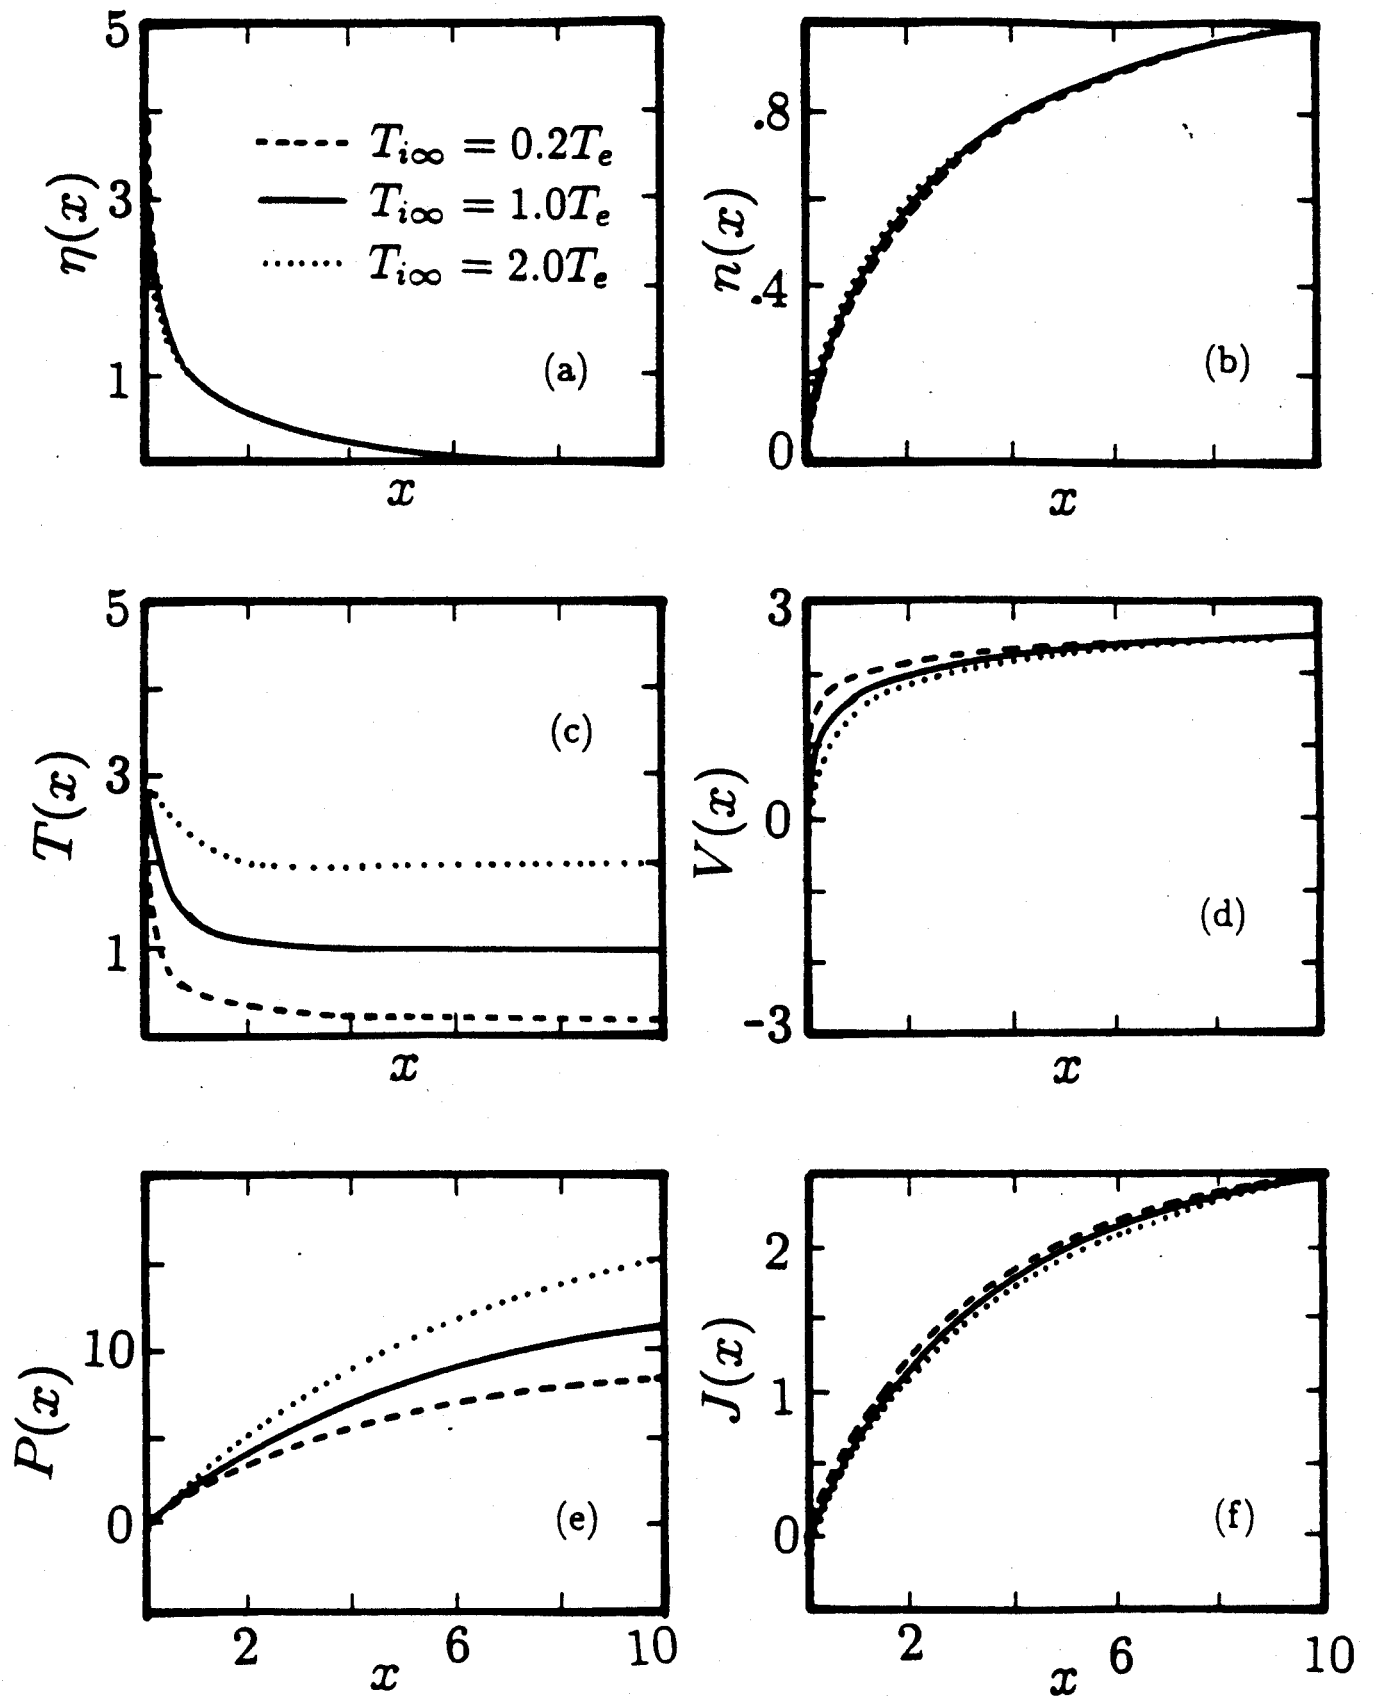 5
3
1
η(x)
T_{i∞} = 0.2T_e
T_{i∞} = 1.0T_e
T_{i∞} = 2.0T_e
(a)
x
.8
.4
0
n(x)
(b)
x
5
3
1
T(x)
(c)
x
3
0
-3
V(x)
(d)
x
10
0
P(x)
(e)
2 6 10
x
2
1
0
J(x)
(f)
2 6 10
x